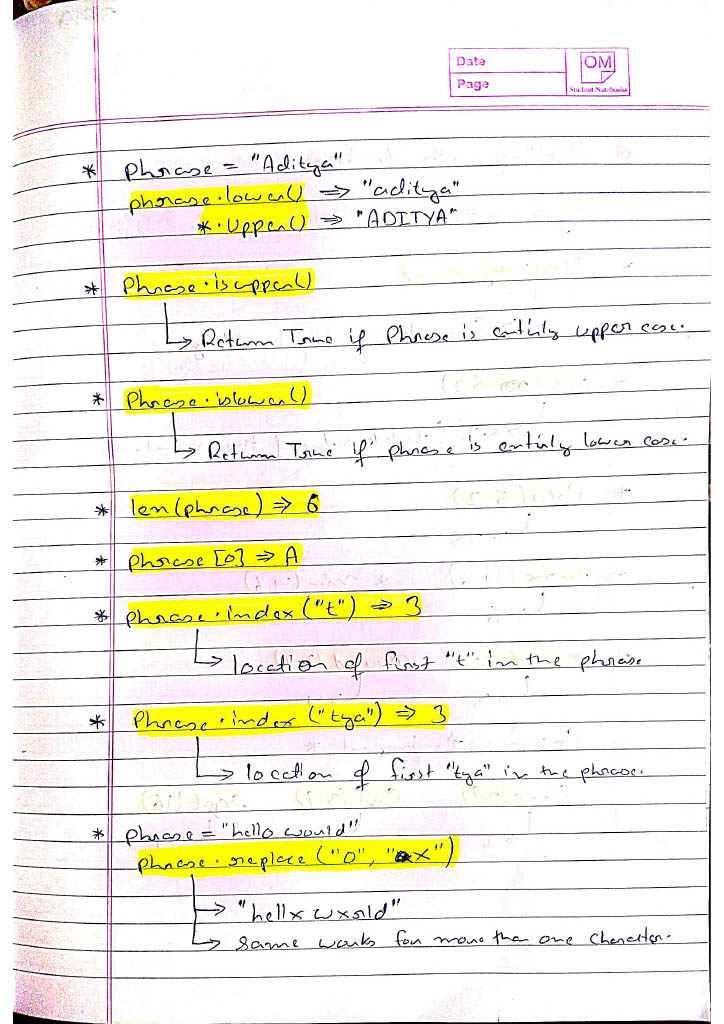 Date
OM
Page
Student Notebooks
* phrase = "Aditya"
phrase.lower() ⇒ "aditya"
*.Upper() ⇒ "ADITYA"
* Phrase.isupper()
↳ Return True if Phrase is entirly upper case.
* Phrase.islower()
↳ Return True if phrase is entirly lower case.
* len(phrase) ⇒ 6
* phrase[0] ⇒ A
* phrase.index("t") ⇒ 3
↳ location of first "t" in the phrase
* Phrase.index("tya") ⇒ 3
↳ location of first "tya" in the phrase.
* phrase = "hello would"
phrase.replace("o", "x")
→ "hellx wxrld"
↳ same works for more than one character.